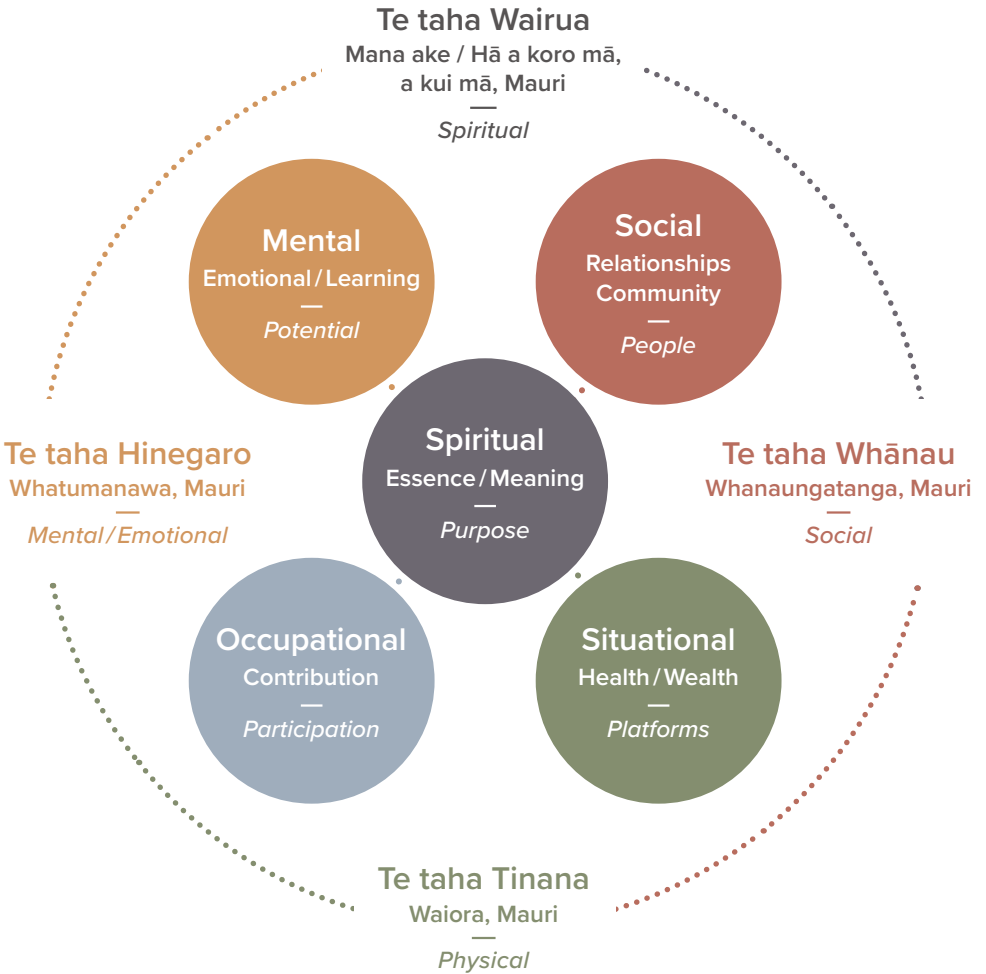 Te taha Wairua
Mana ake / Hā a koro mā,
a kui mā, Mauri
Spiritual
Mental
Emotional / Learning
Potential
Social
Relationships
Community
People
Te taha Hinegaro
Whatumanawa, Mauri
Mental / Emotional
Spiritual
Essence / Meaning
Purpose
Te taha Whānau
Whanaungatanga, Mauri
Social
Occupational
Contribution
Participation
Situational
Health / Wealth
Platforms
Te taha Tinana
Waiora, Mauri
Physical